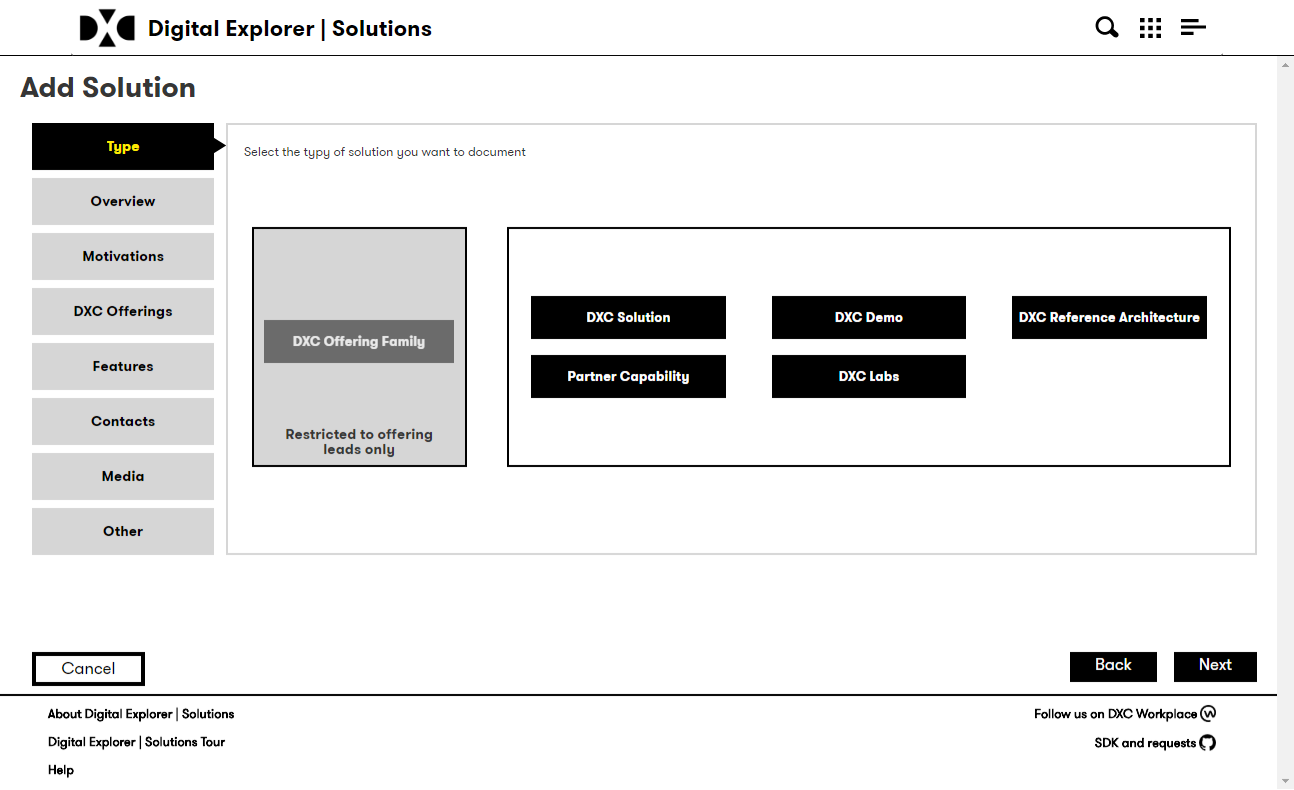 DXC Digital Explorer | Solutions
Add Solution
Type
Overview
Motivations
DXC Offerings
Features
Contacts
Media
Other
Select the typy of solution you want to document
DXC Offering Family
Restricted to offering
leads only
DXC Solution
DXC Demo
DXC Reference Architecture
Partner Capability
DXC Labs
Cancel
Back
Next
About Digital Explorer | Solutions
Digital Explorer | Solutions Tour
Help
Follow us on DXC Workplace
SDK and requests